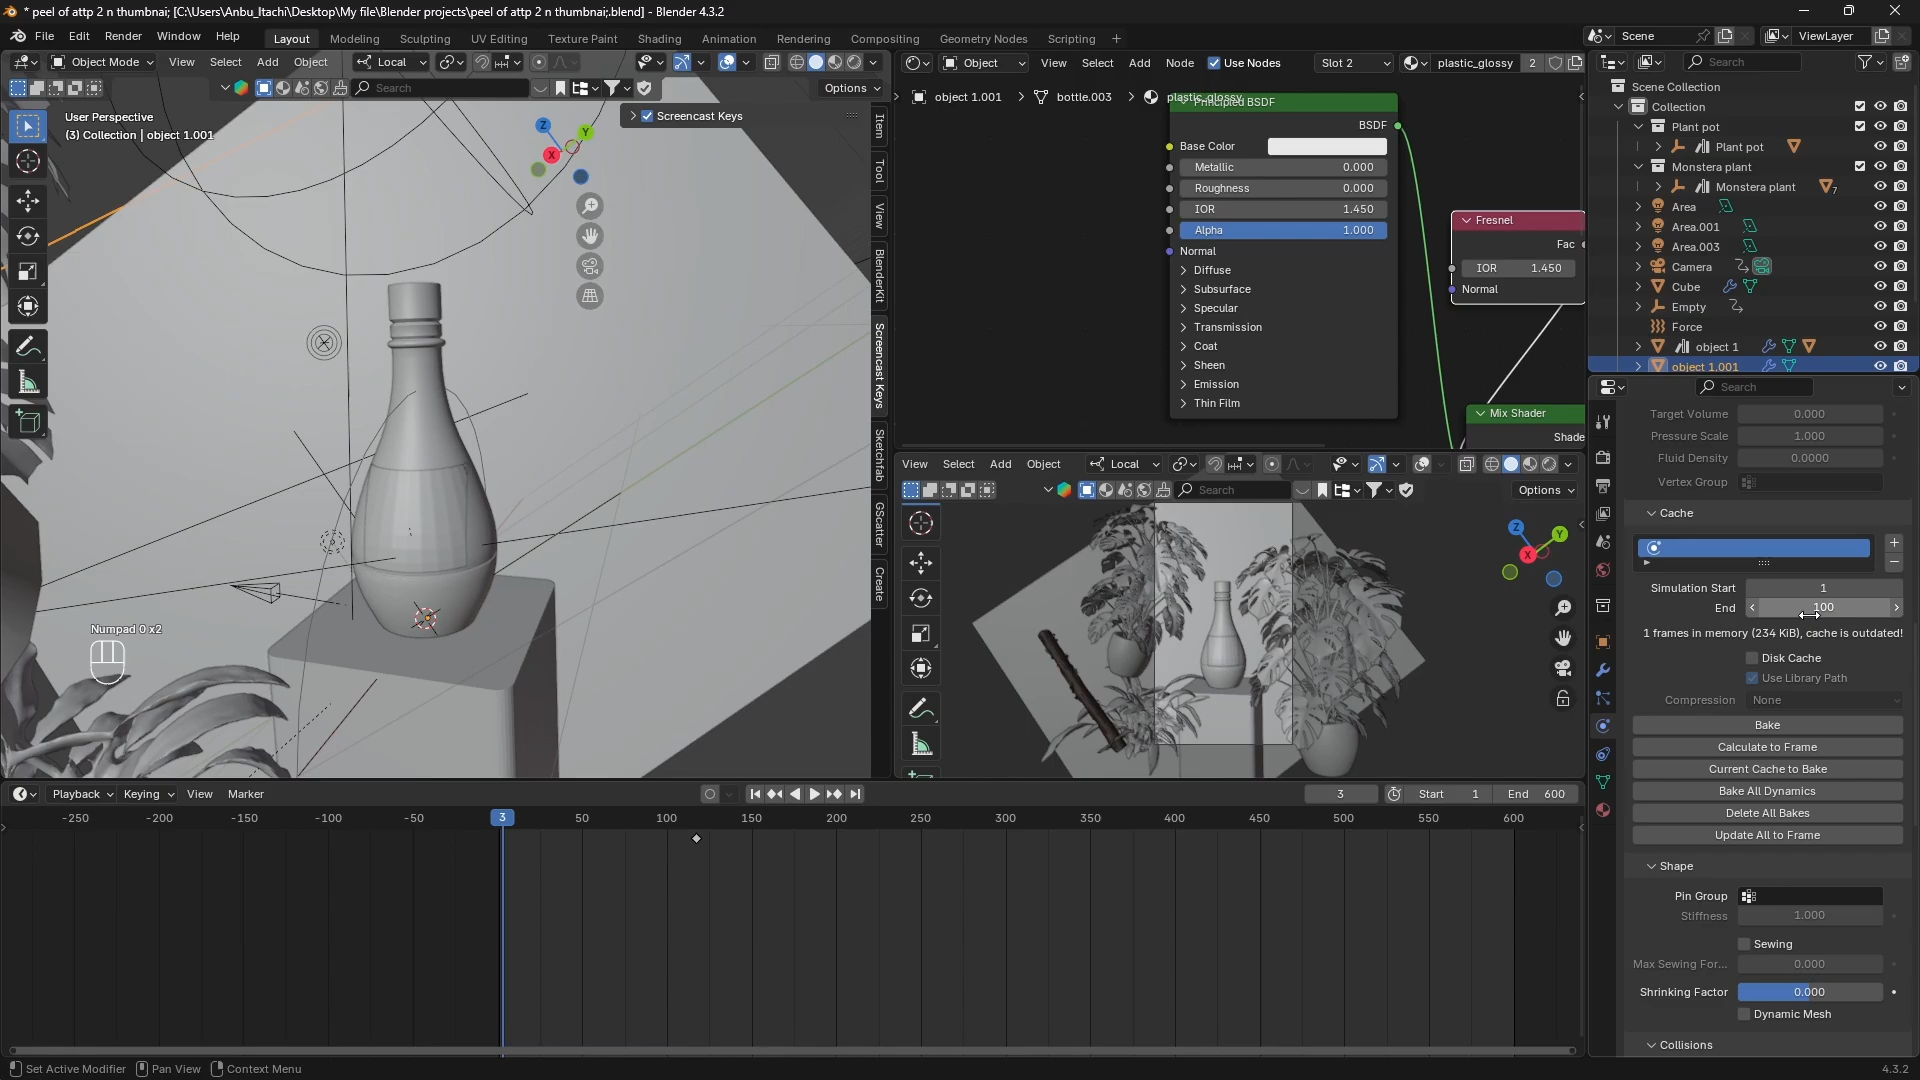 * peel of attp 2 n thumbnai; [C:\Users\Anbu_Itachi\Desktop\My file\Blender projects\peel of attp 2 n thumbnai;.blend] - Blender 4.3.2
File Edit Render Window Help Layout Modeling Sculpting UV Editing Texture Paint Shading Animation Rendering Compositing Geometry Nodes Scripting + Scene ViewLayer
Object Mode View Select Add Object Local
Search Options
User Perspective
(3) Collection | object 1.001
Screencast Keys
Z Y X
Item
Tool
View
BlenderKit
Screencast Keys
Sketchfab
GScatter
Create
Numpad 0 x2
Object View Select Add Node Use Nodes Slot 2 plastic_glossy 2
object 1.001 > bottle.003 > plastic_glossy
Principled BSDF
BSDF
Base Color
Metallic 0.000
Roughness 0.000
IOR 1.450
Alpha 1.000
Normal
Diffuse
Subsurface
Specular
Transmission
Coat
Sheen
Emission
Thin Film
Fresnel
Fac
IOR 1.450
Normal
Mix Shader
Shade
View Select Add Object Local
Search Options
Z Y X
Search
Scene Collection
Collection
Plant pot
Plant pot
Monstera plant
Monstera plant 7
Area
Area.001
Area.003
Camera
Cube
Empty
Force
object 1
object 1.001
Search
Target Volume 0.000
Pressure Scale 1.000
Fluid Density 0.0000
Vertex Group
Cache
Simulation Start 1
End 100
1 frames in memory (234 KiB), cache is outdated!
Disk Cache
Use Library Path
Compression None
Bake
Calculate to Frame
Current Cache to Bake
Bake All Dynamics
Delete All Bakes
Update All to Frame
Shape
Pin Group
Stiffness 1.000
Sewing
Max Sewing For... 0.000
Shrinking Factor 0.000
Dynamic Mesh
Collisions
Playback Keying View Marker 3 Start 1 End 600
-250 -200 -150 -100 -50 3 50 100 150 200 250 300 350 400 450 500 550 600
Set Active Modifier Pan View Context Menu 4.3.2